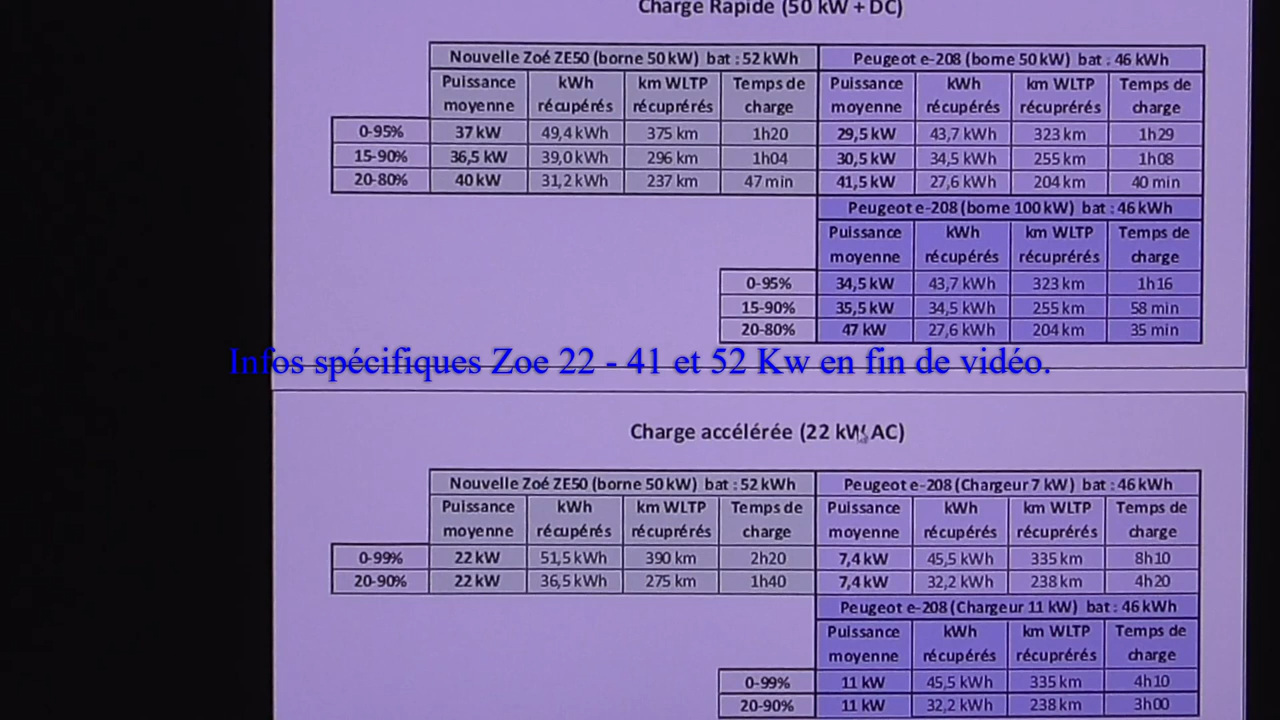 Charge Rapide (50 kW + DC)
Nouvelle Zoé ZE50 (borne 50 kW) bat : 52 kWh Peugeot e-208 (borne 50 kW) bat : 46 kWh
Puissance kWh km WLTP Temps de Puissance kWh km WLTP Temps de
moyenne récupérés récuprérés charge moyenne récupérés récuprérés charge
0-95% 37 kW 49,4 kWh 375 km 1h20 29,5 kW 43,7 kWh 323 km 1h29
15-90% 36,5 kW 39,0 kWh 296 km 1h04 30,5 kW 34,5 kWh 255 km 1h08
20-80% 40 kW 31,2 kWh 237 km 47 min 41,5 kW 27,6 kWh 204 km 40 min
Peugeot e-208 (borne 100 kW) bat : 46 kWh
Puissance kWh km WLTP Temps de
moyenne récupérés récuprérés charge
0-95% 34,5 kW 43,7 kWh 323 km 1h16
15-90% 35,5 kW 34,5 kWh 255 km 58 min
20-80% 47 kW 27,6 kWh 204 km 35 min
Infos spécifiques Zoe 22 - 41 et 52 Kw en fin de vidéo.
Charge accélérée (22 kW AC)
Nouvelle Zoé ZE50 (borne 50 kW) bat : 52 kWh Peugeot e-208 (Chargeur 7 kW) bat : 46 kWh
Puissance kWh km WLTP Temps de Puissance kWh km WLTP Temps de
moyenne récupérés récuprérés charge moyenne récupérés récuprérés charge
0-99% 22 kW 51,5 kWh 390 km 2h20 7,4 kW 45,5 kWh 335 km 8h10
20-90% 22 kW 36,5 kWh 275 km 1h40 7,4 kW 32,2 kWh 238 km 4h20
Peugeot e-208 (Chargeur 11 kW) bat : 46 kWh
Puissance kWh km WLTP Temps de
moyenne récupérés récuprérés charge
0-99% 11 kW 45,5 kWh 335 km 4h10
20-90% 11 kW 32,2 kWh 238 km 3h00